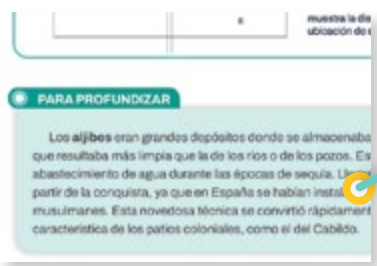 S
muestra la
ubicación de
PARA PROFUNDIZAR
Los aljibes eran grandes depósitos donde se almacenaba
que resultaba más limpia que la de los ríos o de los pozos. Es
abastecimiento de agua durante las épocas de sequía.
partir de la conquista, ya que en España se habían
musulmanes. Esta novedosa técnica se convirtió
característica de los patios coloniales, como el del Cabildo.